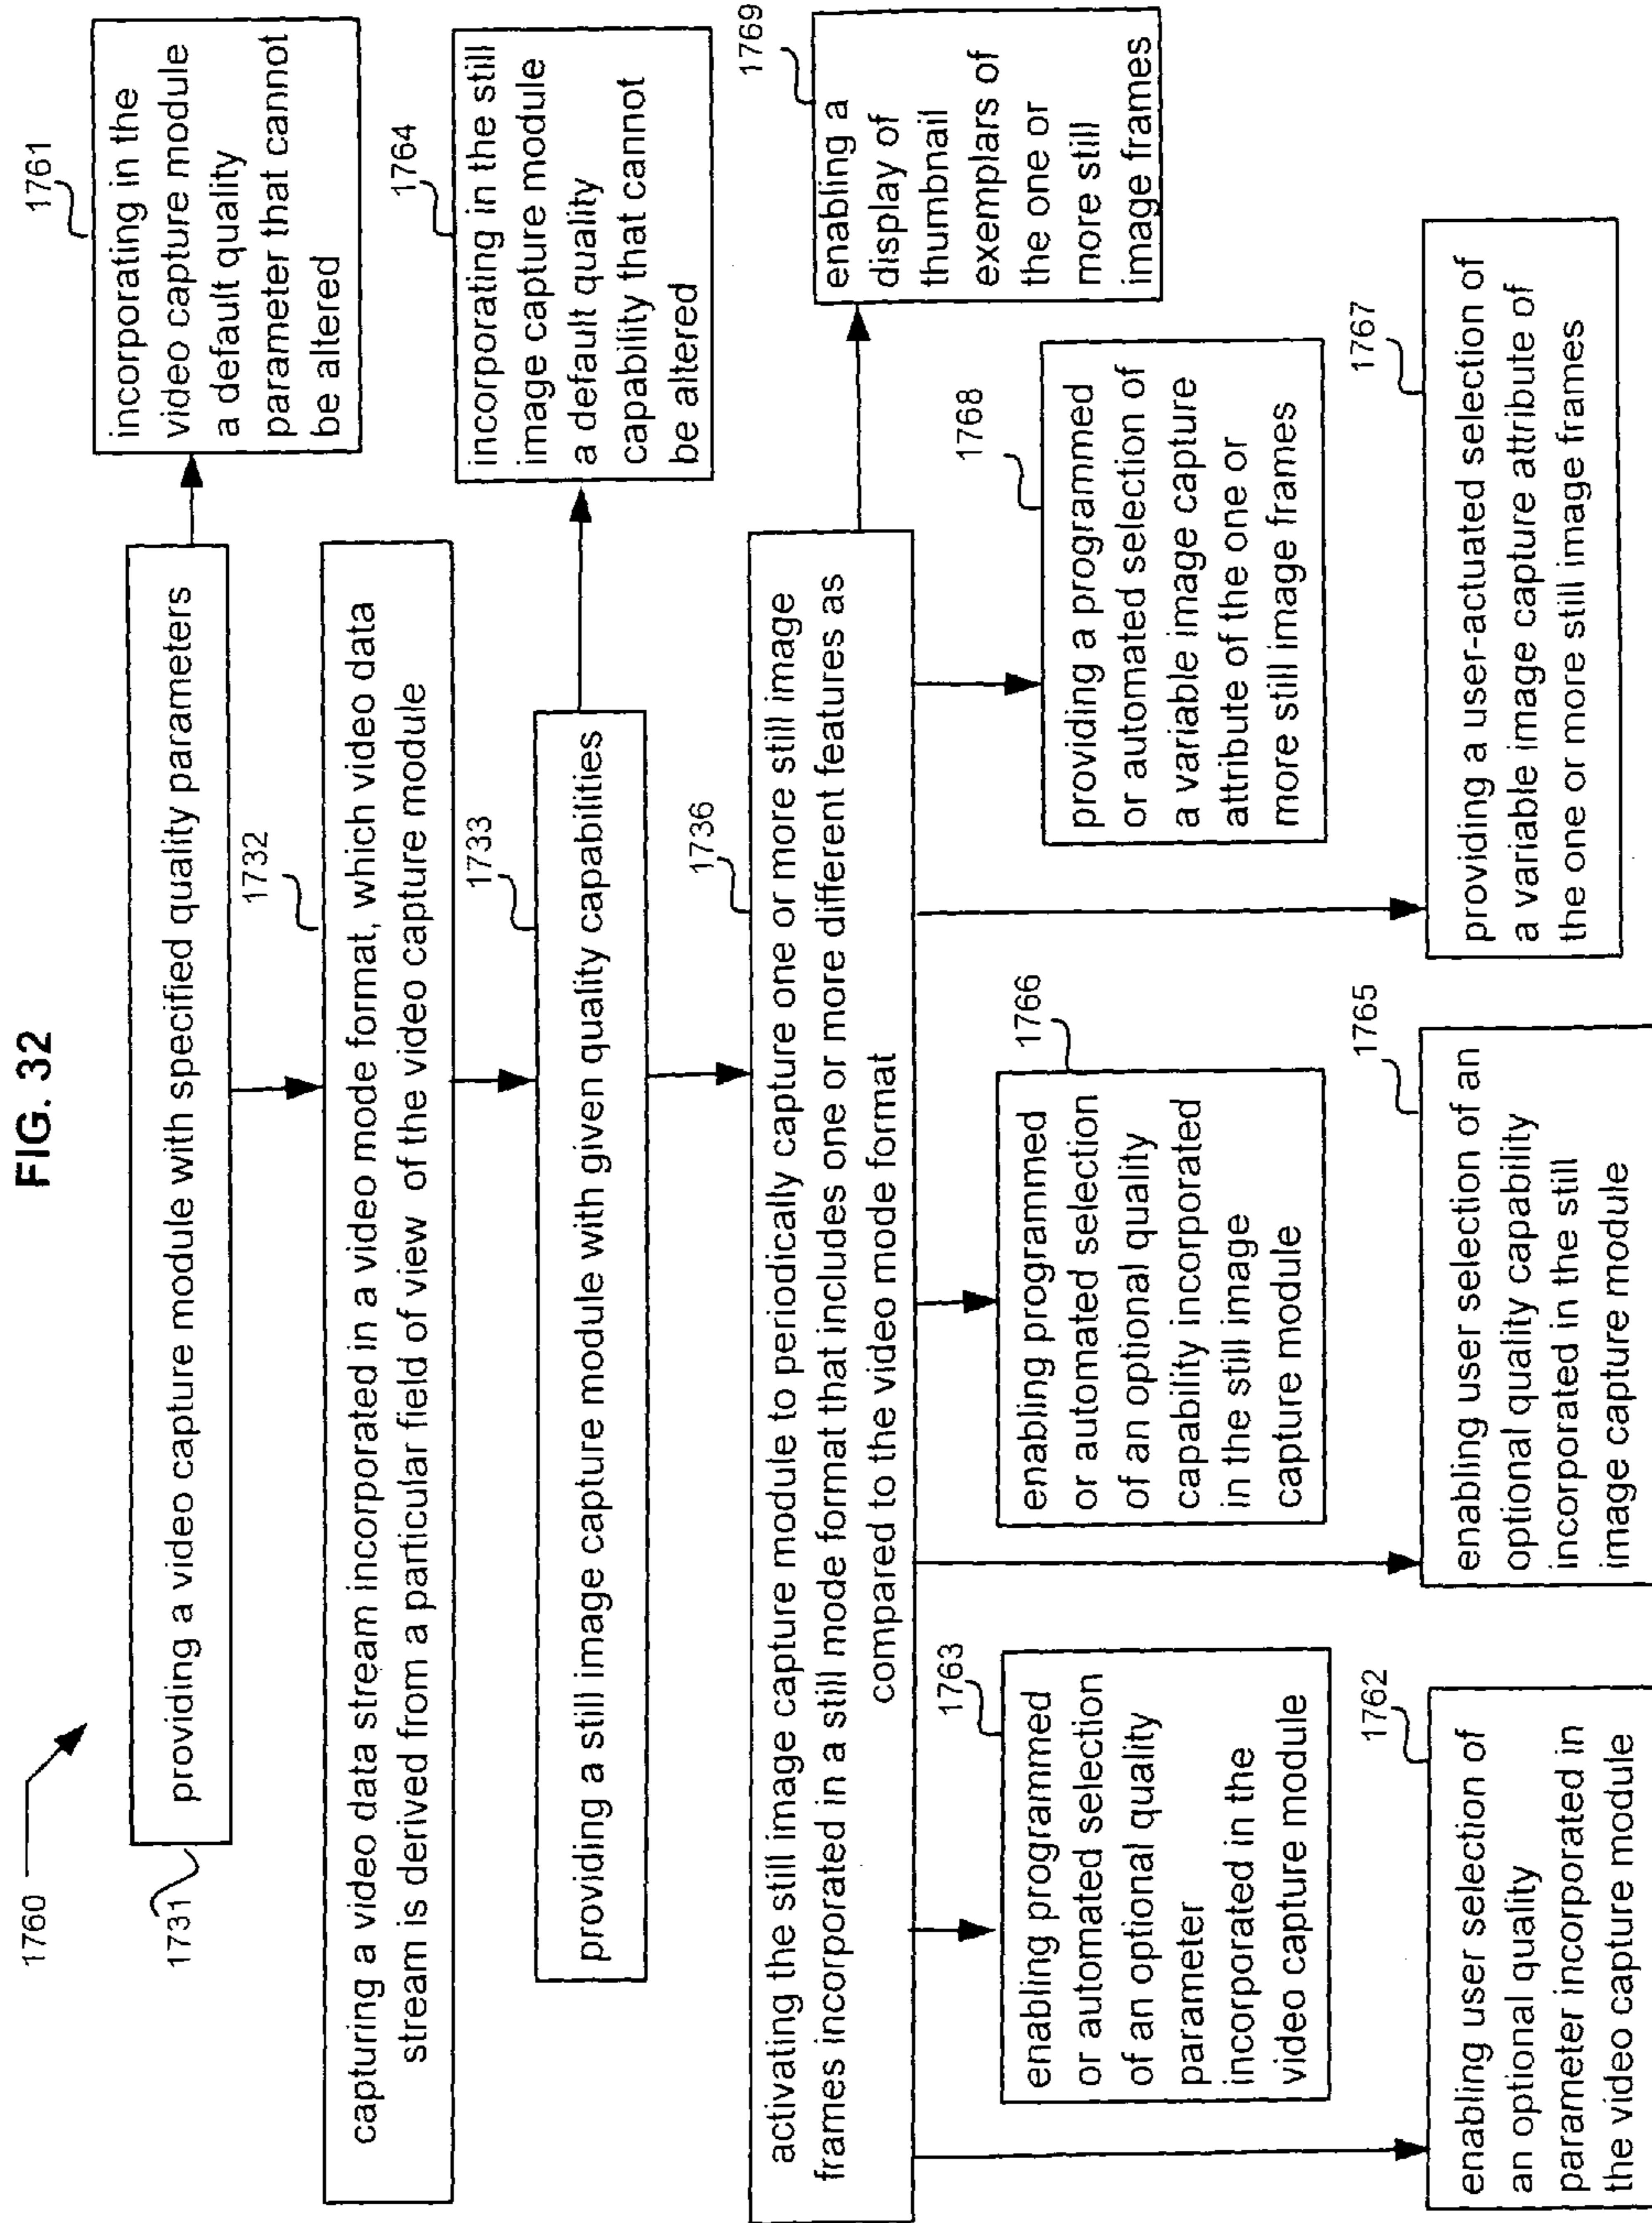 FIG. 32
1760
1731
providing a video capture module with specified quality parameters
1761
incorporating in the
video capture module
a default quality
parameter that cannot
be altered
1732
capturing a video data stream incorporated in a video mode format, which video data
stream is derived from a particular field of view of the video capture module
1733
providing a still image capture module with given quality capabilities
1764
incorporating in the still
image capture module
a default quality
capability that cannot
be altered
1736
activating the still image capture module to periodically capture one or more still image
frames incorporated in a still mode format that includes one or more different features as
compared to the video mode format
1769
enabling a
display of
thumbnail
exemplars of
the one or
more still
image frames
1763
enabling programmed
or automated selection
of an optional quality
parameter
incorporated in the
video capture module
1766
enabling programmed
or automated selection
of an optional quality
capability incorporated
in the still image
capture module
1768
providing a programmed
or automated selection of
a variable image capture
attribute of the one or
more still image frames
1762
enabling user selection of
an optional quality
parameter incorporated in
the video capture module
1765
enabling user selection of an
optional quality capability
incorporated in the still
image capture module
1767
providing a user-actuated selection of
a variable image capture attribute of
the one or more still image frames